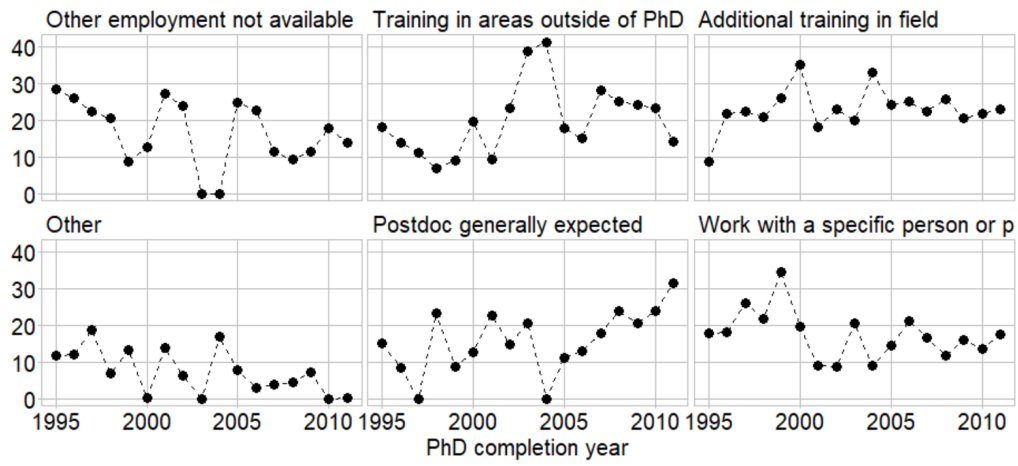 Other employment not available
Training in areas outside of PhD
Additional training in field
40
30
20
10
0
Other
Postdoc generally expected
Work with a specific person or p
40
30
20
10
0
1995 2000 2005 2010 1995 2000 2005 2010 1995 2000 2005 2010
PhD completion year